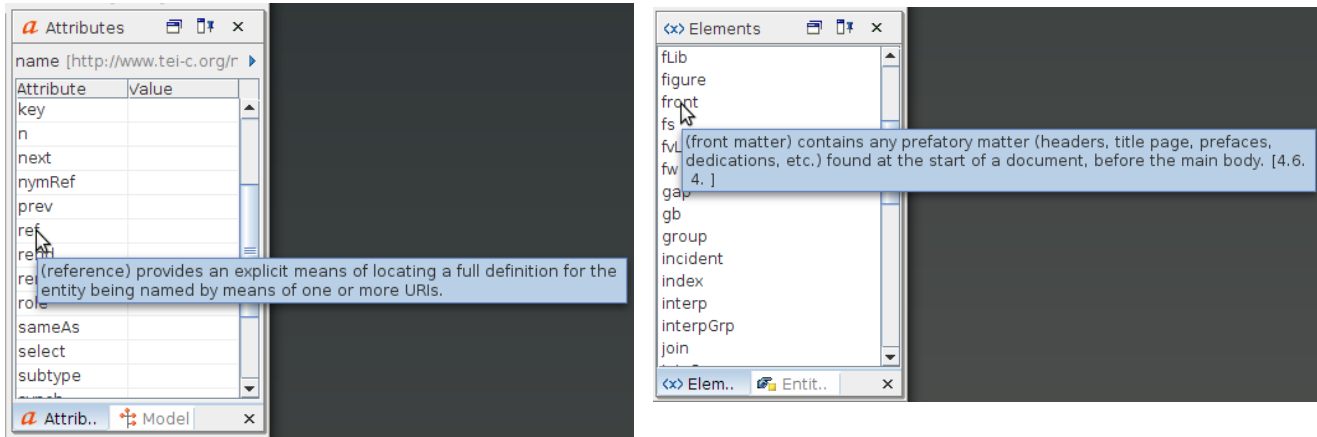 Attributes
name [http://www.tei-c.org/r
Attribute Value
key
n
next
nymRef
prev
ref
(reference) provides an explicit means of locating a full definition for the
entity being named by means of one or more URIs.
role
sameAs
select
subtype
Attrib.. Model
<x> Elements
fLib
figure
front
fs
(front matter) contains any prefatory matter (headers, title page, prefaces,
dedications, etc.) found at the start of a document, before the main body. [4.6.
4. ]
fw
gap
gb
group
incident
index
interp
interpGrp
join
<x> Elem.. Entit..